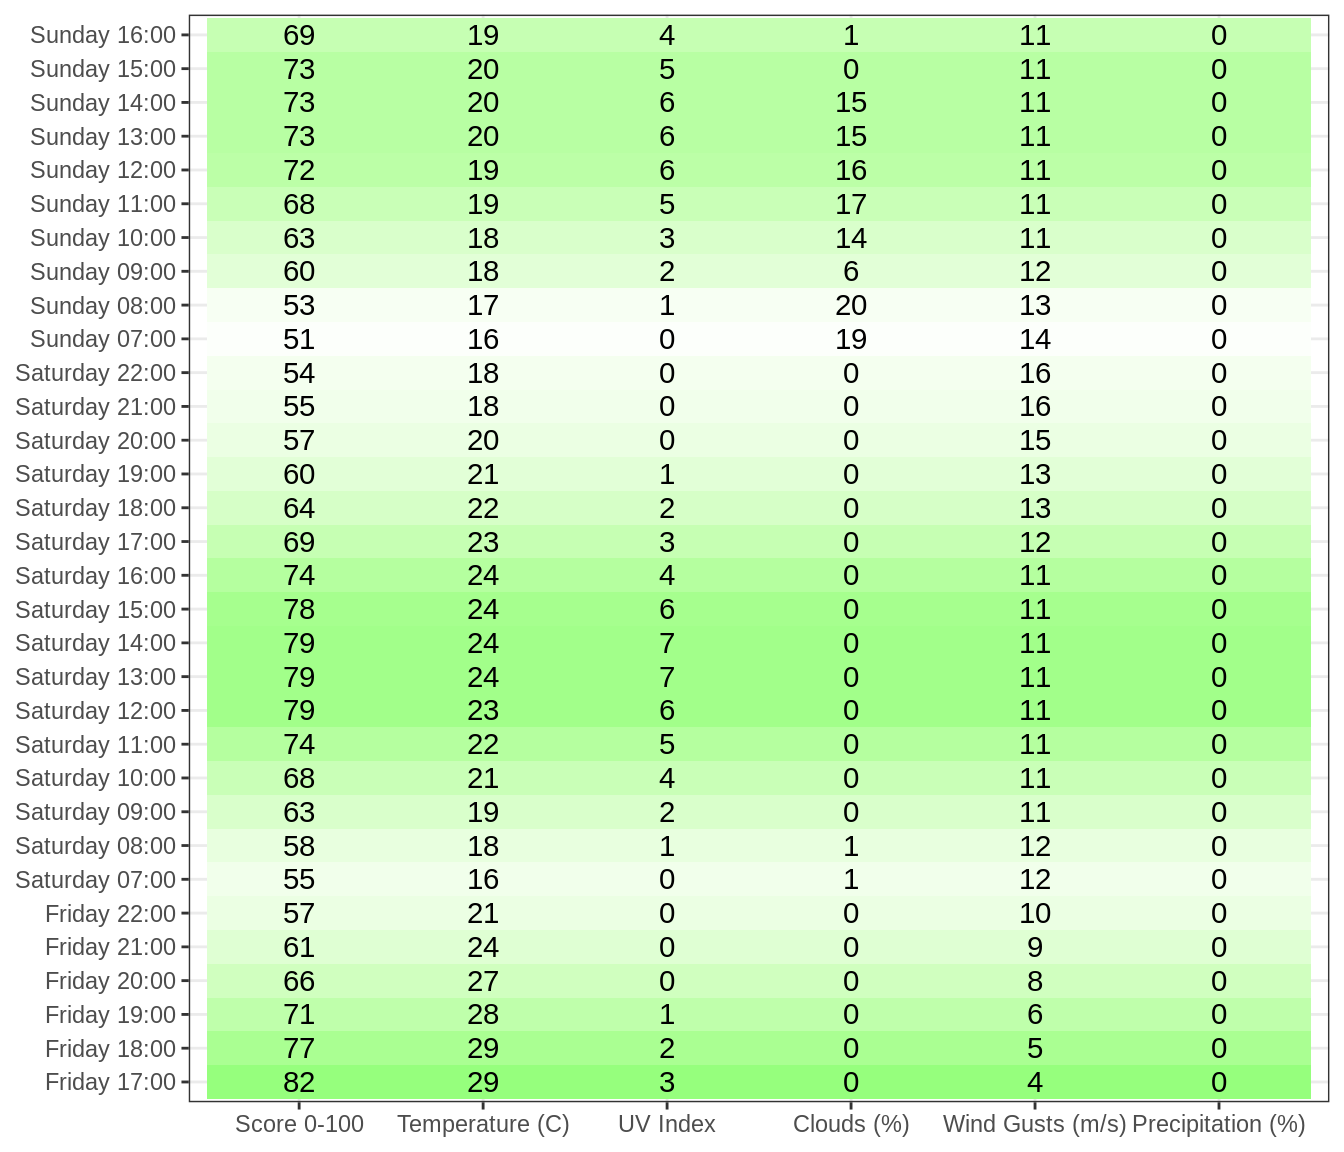 Sunday 16:00 69 19 4 1 11 0
Sunday 15:00 73 20 5 0 11 0
Sunday 14:00 73 20 6 15 11 0
Sunday 13:00 73 20 6 15 11 0
Sunday 12:00 72 19 6 16 11 0
Sunday 11:00 68 19 5 17 11 0
Sunday 10:00 63 18 3 14 11 0
Sunday 09:00 60 18 2 6 12 0
Sunday 08:00 53 17 1 20 13 0
Sunday 07:00 51 16 0 19 14 0
Saturday 22:00 54 18 0 0 16 0
Saturday 21:00 55 18 0 0 16 0
Saturday 20:00 57 20 0 0 15 0
Saturday 19:00 60 21 1 0 13 0
Saturday 18:00 64 22 2 0 13 0
Saturday 17:00 69 23 3 0 12 0
Saturday 16:00 74 24 4 0 11 0
Saturday 15:00 78 24 6 0 11 0
Saturday 14:00 79 24 7 0 11 0
Saturday 13:00 79 24 7 0 11 0
Saturday 12:00 79 23 6 0 11 0
Saturday 11:00 74 22 5 0 11 0
Saturday 10:00 68 21 4 0 11 0
Saturday 09:00 63 19 2 0 11 0
Saturday 08:00 58 18 1 1 12 0
Saturday 07:00 55 16 0 1 12 0
Friday 22:00 57 21 0 0 10 0
Friday 21:00 61 24 0 0 9 0
Friday 20:00 66 27 0 0 8 0
Friday 19:00 71 28 1 0 6 0
Friday 18:00 77 29 2 0 5 0
Friday 17:00 82 29 3 0 4 0
Score 0-100 Temperature (C) UV Index Clouds (%) Wind Gusts (m/s) Precipitation (%)